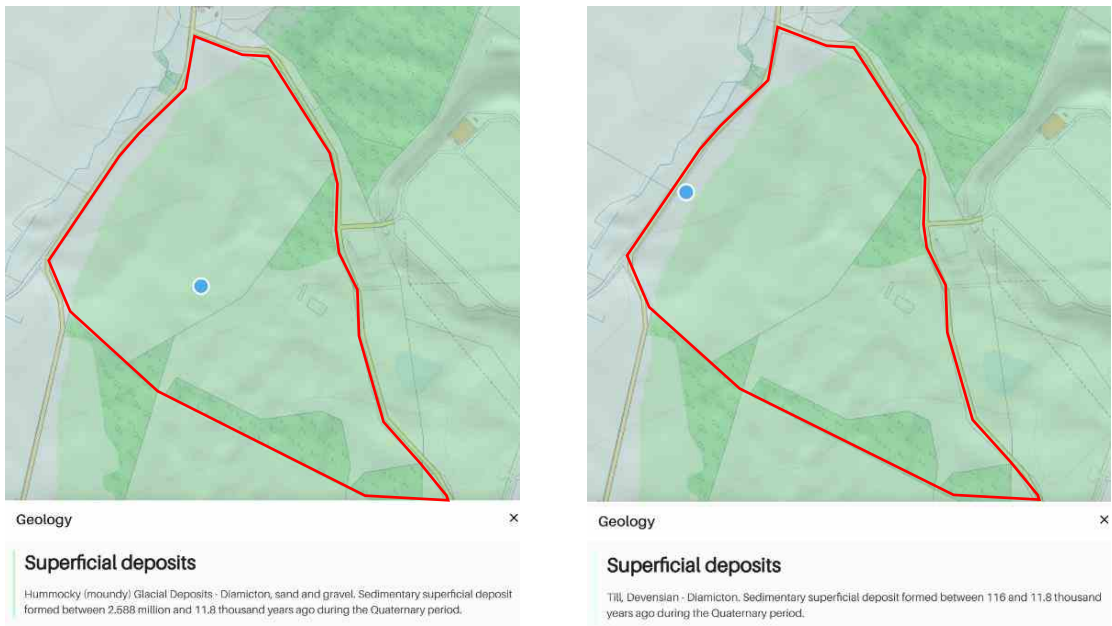 Geology ×
Superficial deposits
Hummocky (moundy) Glacial Deposits - Diamicton, sand and gravel. Sedimentary superficial deposit
formed between 2.588 million and 11.8 thousand years ago during the Quaternary period.
Geology ×
Superficial deposits
Till, Devensian - Diamicton. Sedimentary superficial deposit formed between 116 and 11.8 thousand
years ago during the Quaternary period.